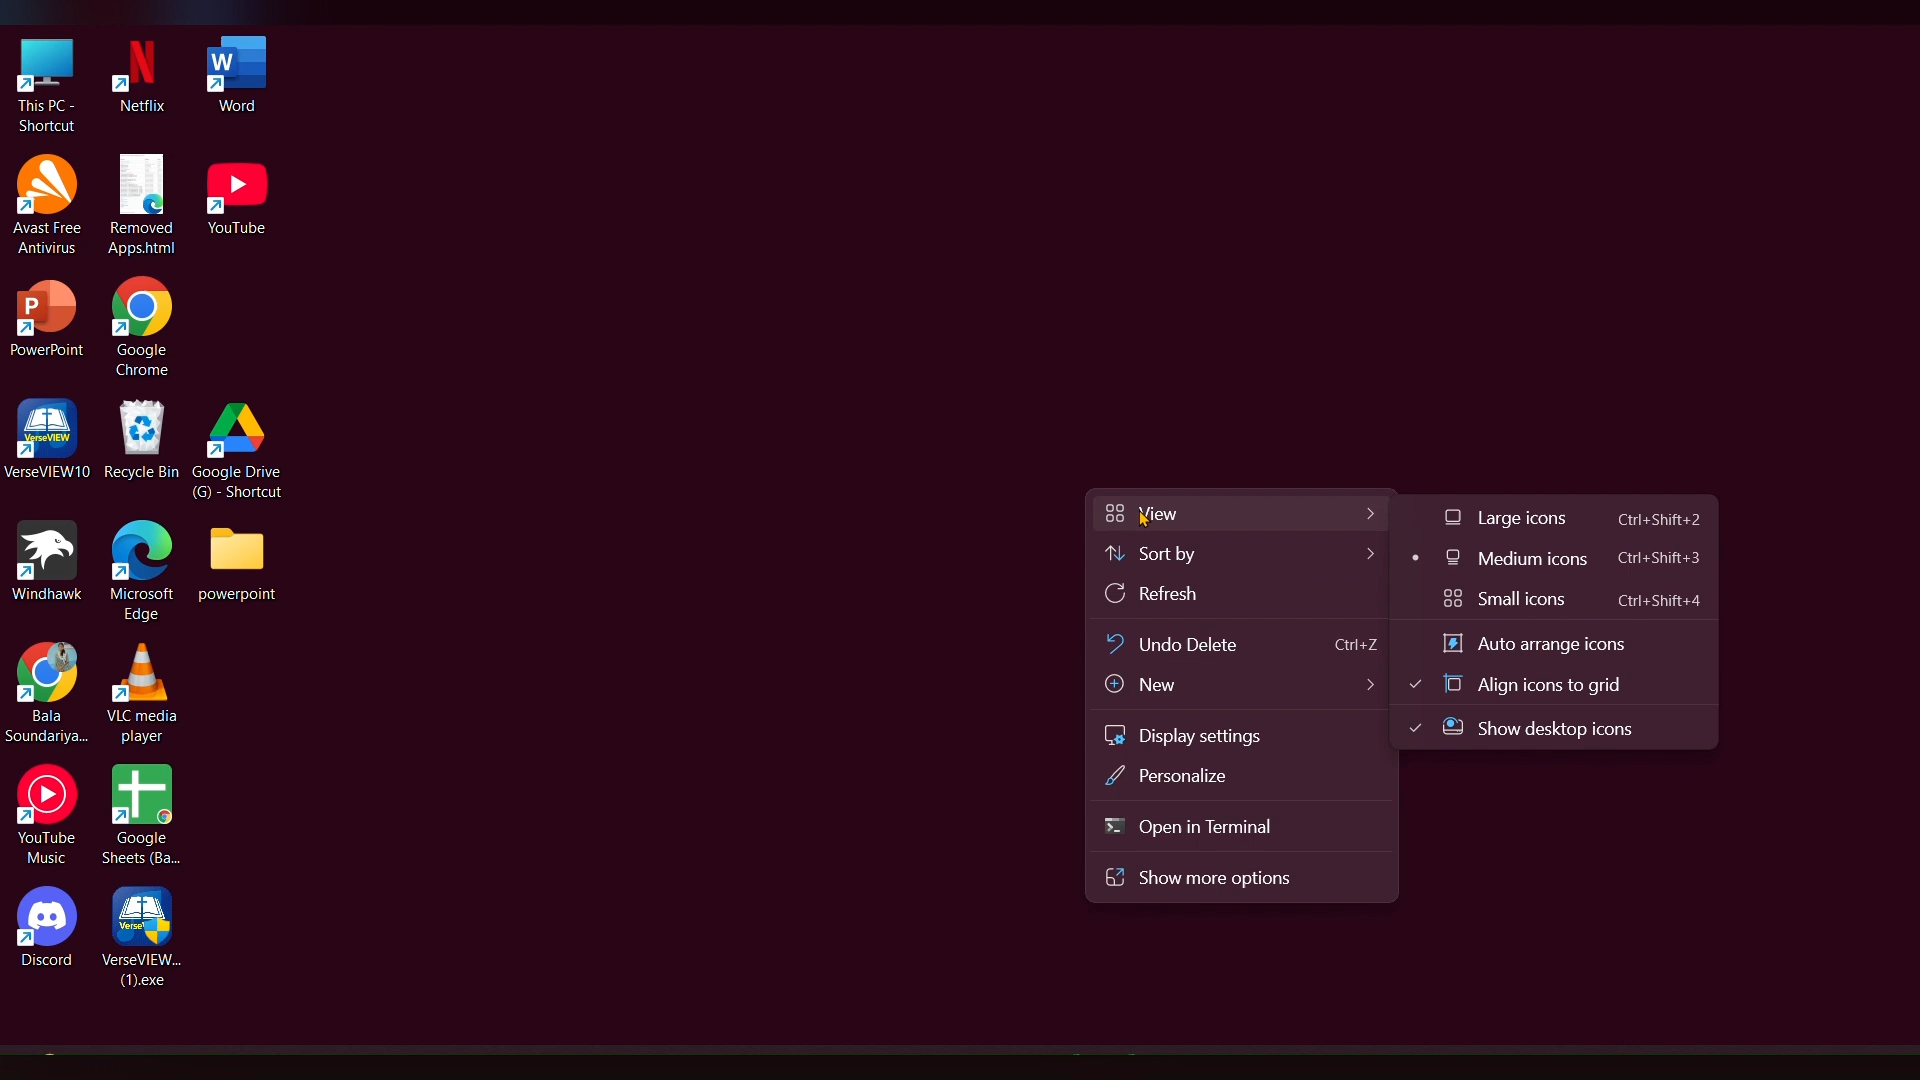 This PC -
Shortcut
Netflix
Word
Avast Free
Antivirus
Removed
Apps.html
YouTube
PowerPoint
Google
Chrome
VerseVIEW10
Recycle Bin
Google Drive
(G) - Shortcut
Windhawk
Microsoft
Edge
powerpoint
Bala
Soundariya...
VLC media
player
YouTube
Music
Google
Sheets (Ba...
Discord
VerseVIEW...
(1).exe
View
Sort by
Refresh
Undo Delete Ctrl+Z
New
Display settings
Personalize
Open in Terminal
Show more options
Large icons Ctrl+Shift+2
Medium icons Ctrl+Shift+3
Small icons Ctrl+Shift+4
Auto arrange icons
Align icons to grid
Show desktop icons